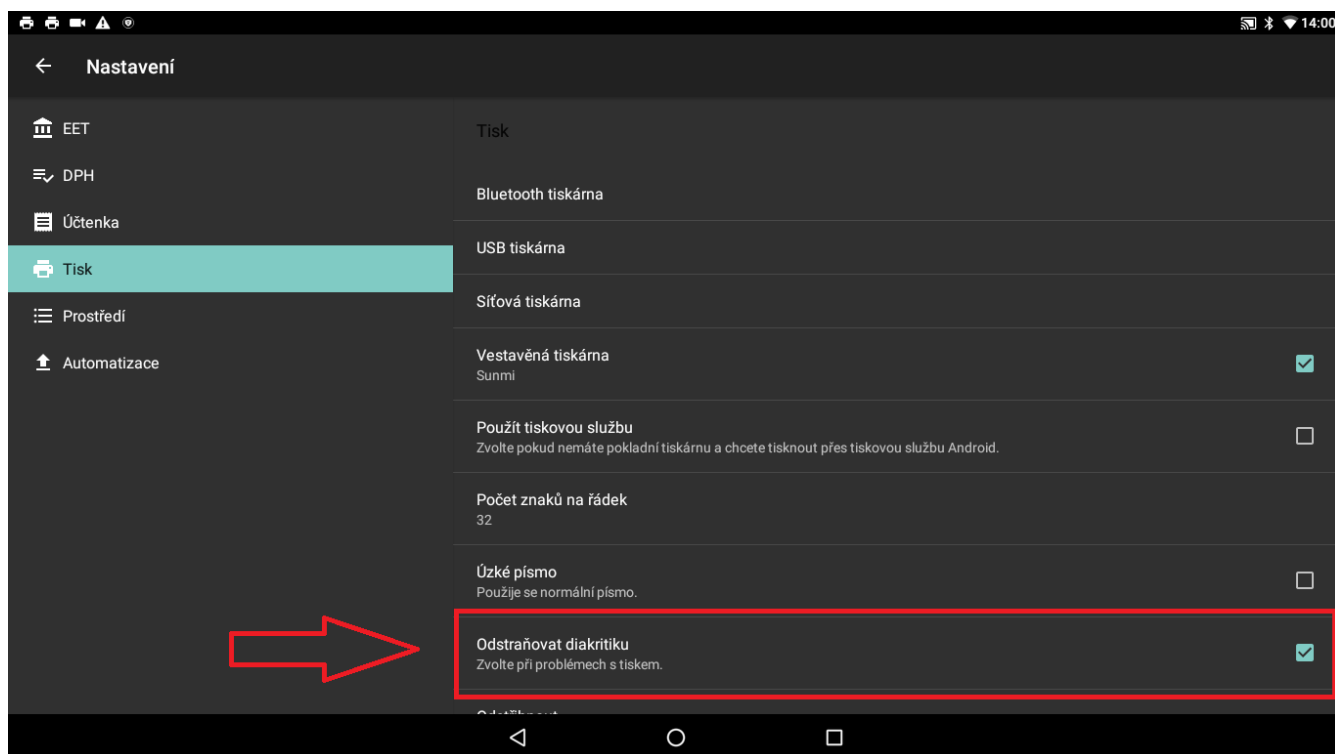 14:00
Nastavení
EET
DPH
Účtenka
Tisk
Prostředí
Automatizace
Tisk
Bluetooth tiskárna
USB tiskárna
Síťová tiskárna
Vestavěná tiskárna
Sunmi
Použít tiskovou službu
Zvolte pokud nemáte pokladní tiskárnu a chcete tisknout přes tiskovou službu Android.
Počet znaků na řádek
32
Úzké písmo
Použije se normální písmo.
Odstraňovat diakritiku
Zvolte při problémech s tiskem.